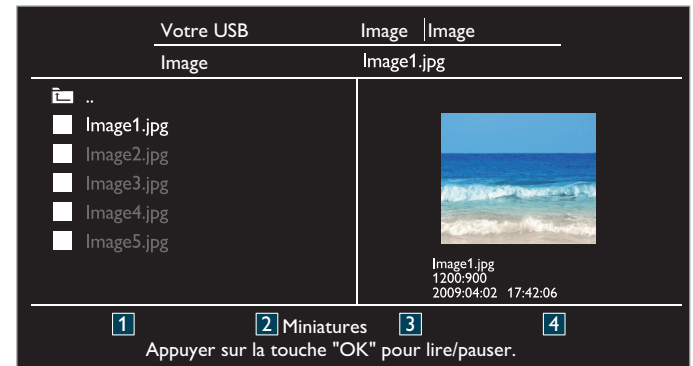 Votre USB Image Image
Image Image1.jpg
..
Image1.jpg
Image2.jpg
Image3.jpg
Image4.jpg
Image5.jpg
Image1.jpg
1200:900
2009:04:02 17:42:06
1 2 Miniatures 3 4
Appuyer sur la touche "OK" pour lire/pauser.